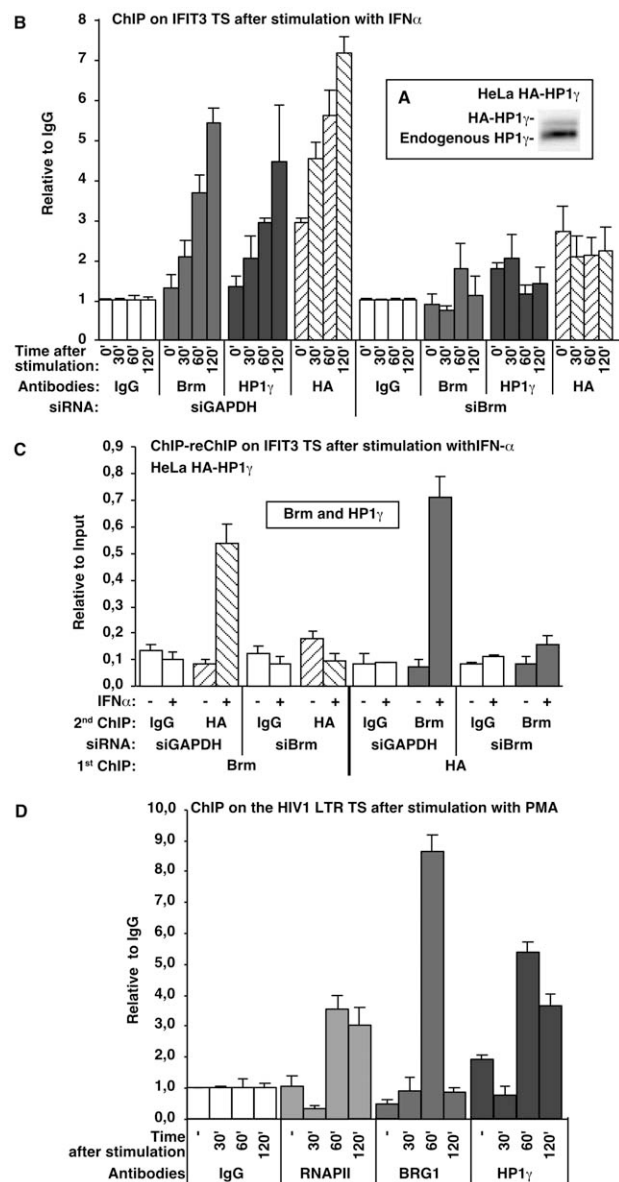 B
ChIP on IFIT3 TS after stimulation with IFNα
8
7
6
5
4
3
2
1
0
Relative to IgG
A
HeLa HA-HP1γ
HA-HP1γ-
Endogenous HP1γ-
Time after stimulation:
0' 30' 60' 120' 0' 30' 60' 120' 0' 30' 60' 120' 0' 30' 60' 120' 0' 30' 60' 120' 0' 30' 60' 120' 0' 30' 60' 120' 0' 30' 60' 120'
Antibodies: IgG Brm HP1γ HA IgG Brm HP1γ HA
siRNA: siGAPDH siBrm
C
ChIP-reChIP on IFIT3 TS after stimulation withIFN-α
HeLa HA-HP1γ
Brm and HP1γ
0,9
0,8
0,7
0,6
0,5
0,4
0,3
0,2
0,1
0,0
Relative to Input
IFNα: - + - + - + - + - + - + - + - +
2nd ChIP: IgG HA IgG HA IgG Brm IgG Brm
siRNA: siGAPDH siBrm siGAPDH siBrm
1st ChIP: Brm HA
D
ChIP on the HIV1 LTR TS after stimulation with PMA
10,0
9,0
8,0
7,0
6,0
5,0
4,0
3,0
2,0
1,0
0,0
Relative to IgG
Time after stimulation
- 30' 60' 120' - 30' 60' 120' - 30' 60' 120' - 30' 60' 120'
Antibodies IgG RNAPII BRG1 HP1γ